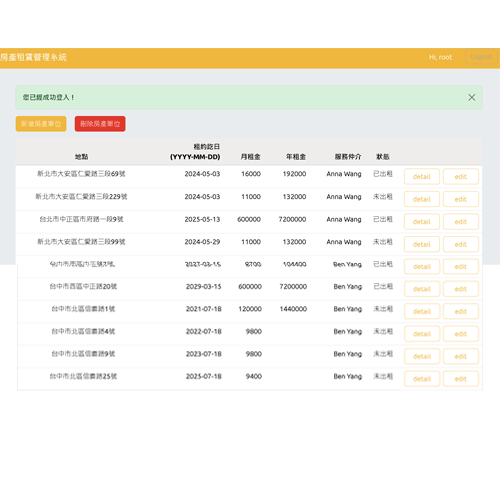 房產租賃管理系統 Hi, root Logout
您已經成功登入！
新增房產單位 刪除房產單位
地點 租約訖日 (YYYY-MM-DD) 月租金 年租金 服務仲介 狀態
新北市大安區仁愛路三段69號 2024-05-03 16000 192000 Anna Wang 已出租 detail edit
新北市大安區仁愛路三段229號 2024-05-03 11000 132000 Anna Wang 未出租 detail edit
台北市中正區市府路一段9號 2025-05-13 600000 7200000 Anna Wang 已出租 detail edit
新北市大安區仁愛路三段99號 2024-05-29 11000 132000 Anna Wang 未出租 detail edit
Ben Yang 已出租 detail edit
台中市西區中正路20號 2029-03-15 600000 7200000 Ben Yang 已出租 detail edit
台中市北區信義路1號 2021-07-18 120000 1440000 Ben Yang 未出租 detail edit
台中市北區信義路4號 2022-07-18 9800 Ben Yang 未出租 detail edit
台中市北區信義路9號 2023-07-18 9800 Ben Yang 未出租 detail edit
台中市北區信義路25號 2025-07-18 9400 Ben Yang 未出租 detail edit